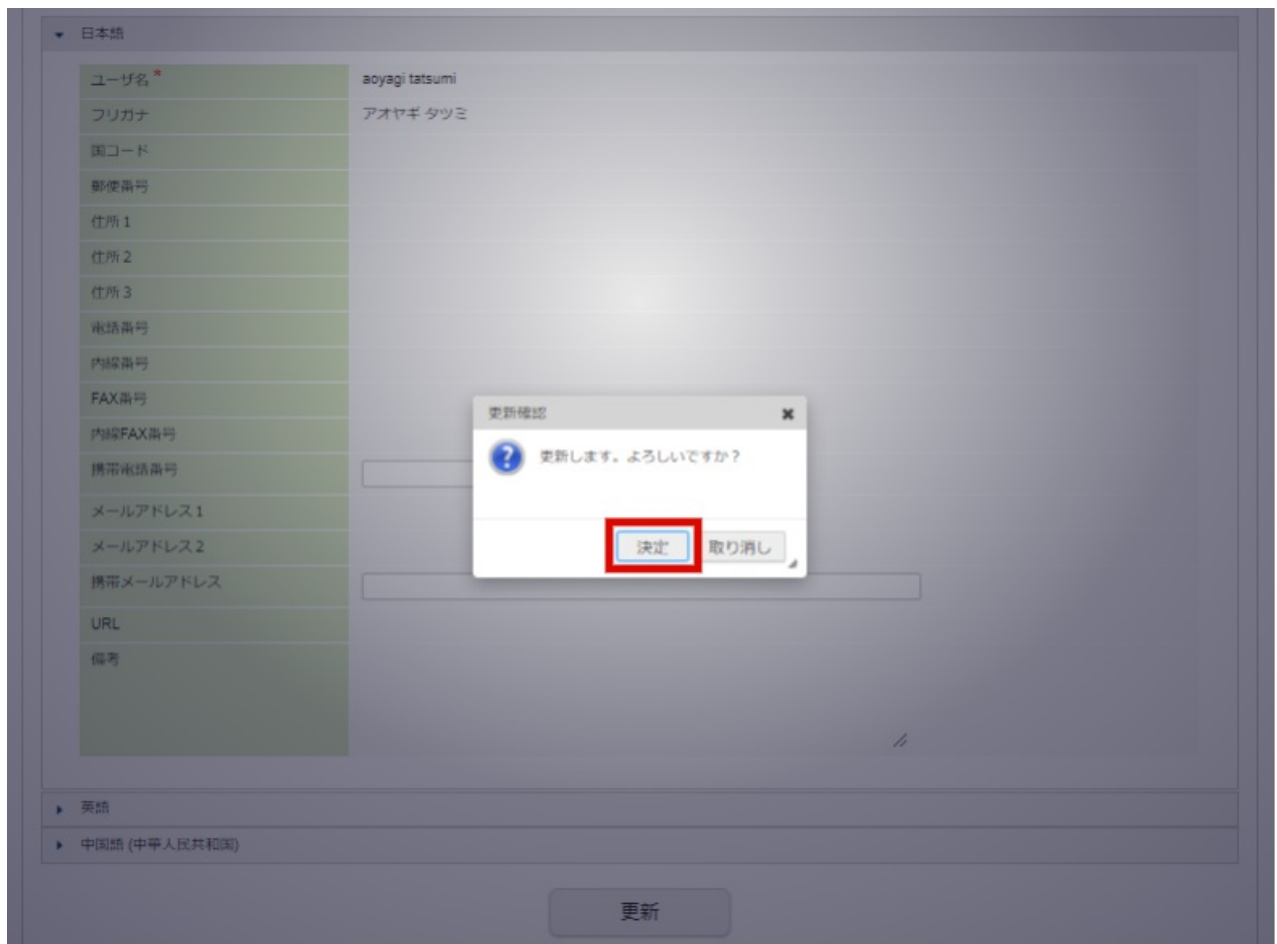 日本語
ユーザ名 * aoyagi tatsumi
フリガナ アオヤギ タツミ
国コード
郵便番号
住所 1
住所 2
住所 3
電話番号
内線番号
FAX番号
内線FAX番号
携帯電話番号
メールアドレス 1
メールアドレス 2
携帯メールアドレス
URL
備考
更新確認
更新します。よろしいですか？
決定 取り消し
英語
中国語 (中華人民共和国)
更新